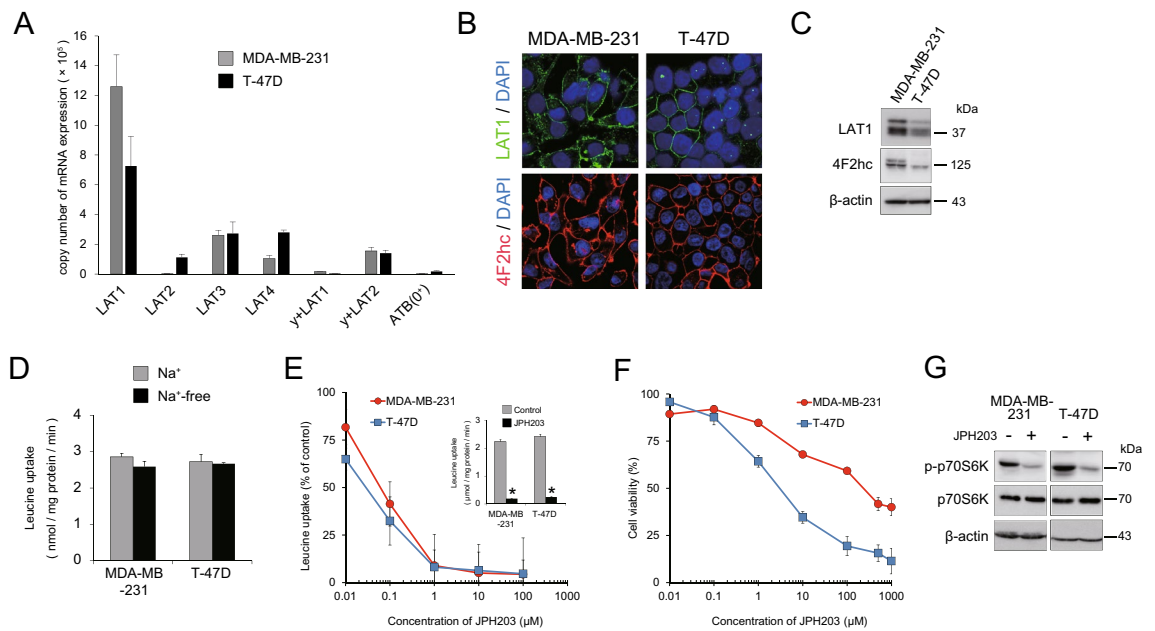 A
copy number of mRNA expression (× 10⁵)
16
14
12
10
8
6
4
2
0
MDA-MB-231
T-47D
LAT1
LAT2
LAT3
LAT4
y+LAT1
y+LAT2
ATB(0⁺)
B
MDA-MB-231
T-47D
LAT1 / DAPI
4F2hc / DAPI
C
MDA-MB-231
T-47D
kDa
LAT1
37
4F2hc
125
β-actin
43
D
Na⁺
Na⁺-free
Leucine uptake
( nmol / mg protein / min )
4
3
2
1
0
MDA-MB
-231
T-47D
E
Leucine uptake (% of control)
100
75
50
25
0
MDA-MB-231
T-47D
0.01
0.1
1
10
100
1000
Concentration of JPH203 (μM)
Control
JPH203
Leucine uptake
( μmol / mg protein / min )
3
2
1
0
*
*
MDA-MB
-231
T-47D
F
Cell viability (%)
100
75
50
25
0
MDA-MB-231
T-47D
0.01
0.1
1
10
100
1000
Concentration of JPH203 (μM)
G
MDA-MB-
231
T-47D
JPH203
- + - +
kDa
p-p70S6K
70
p70S6K
70
β-actin
43